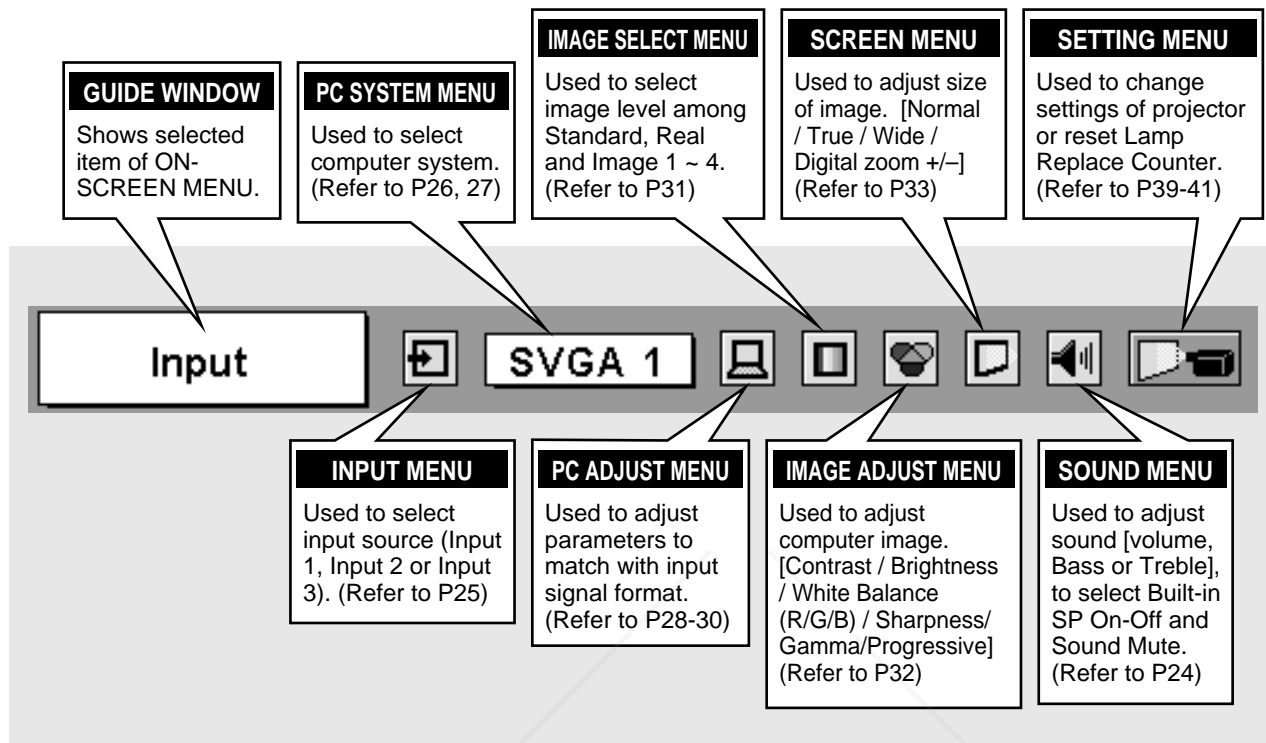 GUIDE WINDOW
Shows selected
item of ON-
SCREEN MENU.
PC SYSTEM MENU
Used to select
computer system.
(Refer to P26, 27)
IMAGE SELECT MENU
Used to select
image level among
Standard, Real
and Image 1 ~ 4.
(Refer to P31)
SCREEN MENU
Used to adjust size
of image.  [Normal
/ True / Wide /
Digital zoom +/–]
(Refer to P33)
SETTING MENU
Used to change
settings of projector
or reset Lamp
Replace Counter.
(Refer to P39-41)
Input
SVGA 1
INPUT MENU
Used to select
input source (Input
1, Input 2 or Input
3). (Refer to P25)
PC ADJUST MENU
Used to adjust
parameters to
match with input
signal format.
(Refer to P28-30)
IMAGE ADJUST MENU
Used to adjust
computer image.
[Contrast / Brightness
/ White Balance
(R/G/B) / Sharpness/
Gamma/Progressive]
(Refer to P32)
SOUND MENU
Used to adjust
sound [volume,
Bass or Treble],
to select Built-in
SP On-Off and
Sound Mute.
(Refer to P24)